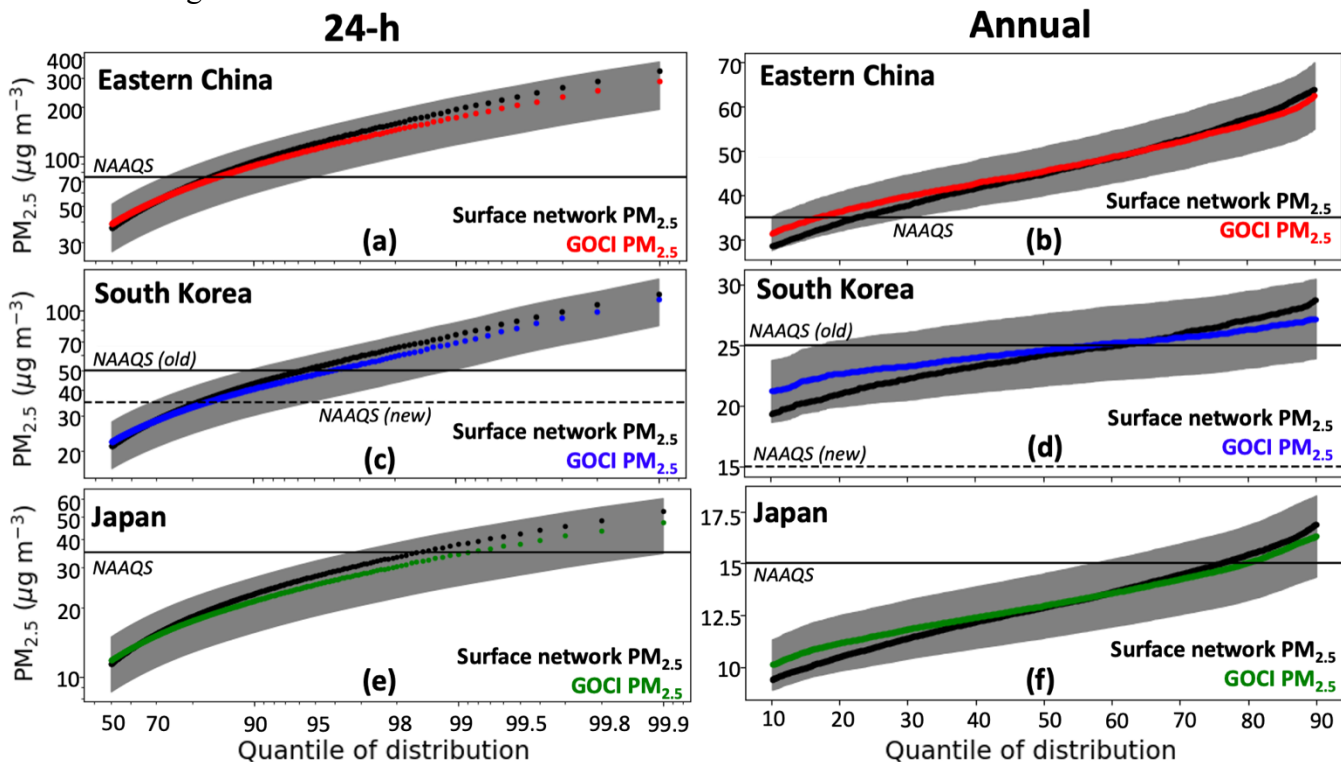 24-h
Annual
400
300
200
100
70
50
30
PM2.5 (μg m−3)
Eastern China
NAAQS
Surface network PM2.5
GOCI PM2.5
(a)
70
60
50
40
30
Eastern China
NAAQS
Surface network PM2.5
GOCI PM2.5
(b)
100
70
50
40
30
20
PM2.5 (μg m−3)
South Korea
NAAQS (old)
NAAQS (new)
Surface network PM2.5
GOCI PM2.5
(c)
30
25
20
15
South Korea
NAAQS (old)
NAAQS (new)
Surface network PM2.5
GOCI PM2.5
(d)
60
50
40
30
20
10
PM2.5 (μg m−3)
Japan
NAAQS
Surface network PM2.5
GOCI PM2.5
(e)
50 70 90 95 98 99 99.5 99.8 99.9
Quantile of distribution
17.5
15
12.5
10
Japan
NAAQS
Surface network PM2.5
GOCI PM2.5
(f)
10 20 30 40 50 60 70 80 90
Quantile of distribution